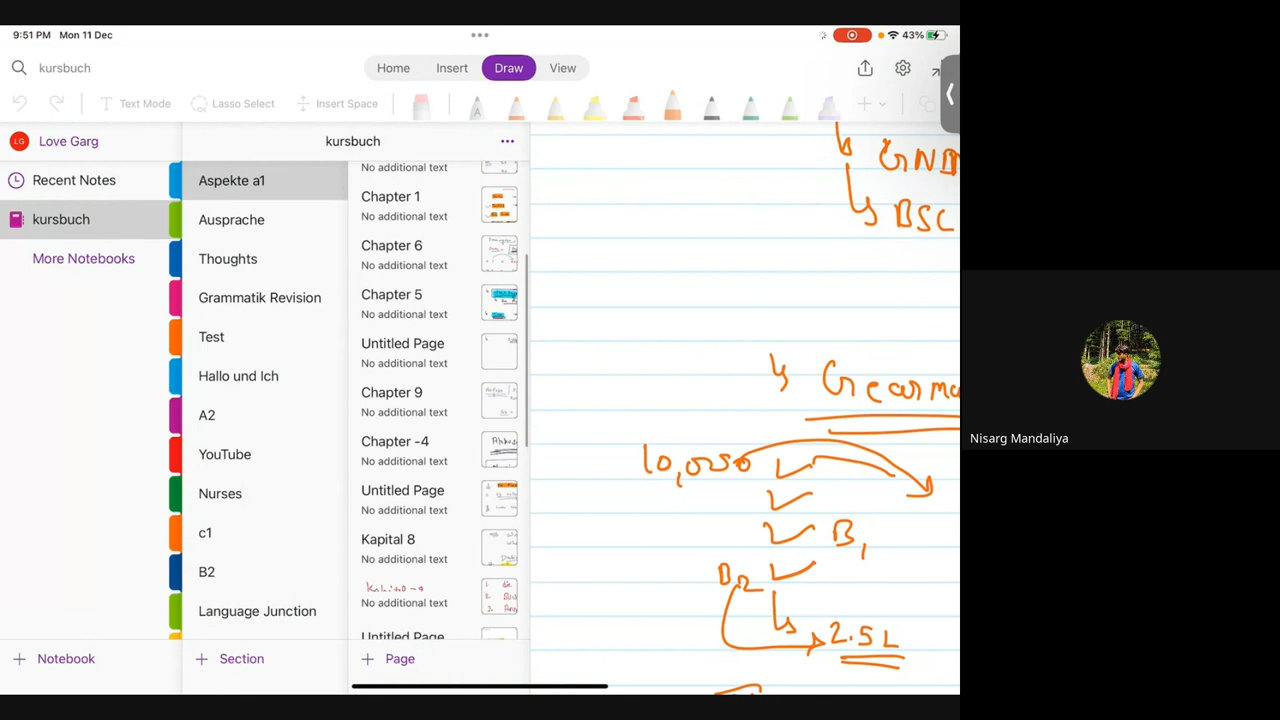 9:51 PM Mon 11 Dec
43%
kursbuch
Home Insert Draw View
Text Mode Lasso Select Insert Space
LG Love Garg
kursbuch
Recent Notes
kursbuch
More Notebooks
Aspekte a1
Ausprache
Thoughts
Grammatik Revision
Test
Hallo und Ich
A2
YouTube
Nurses
c1
B2
Language Junction
No additional text
Chapter 1
No additional text
Chapter 6
No additional text
Chapter 5
No additional text
Untitled Page
No additional text
Chapter 9
No additional text
Chapter -4
No additional text
Untitled Page
No additional text
Kapital 8
No additional text
No additional text
Untitled Page
Notebook
Section
Page
BSC
B1
B2
2.5L
Nisarg Mandaliya